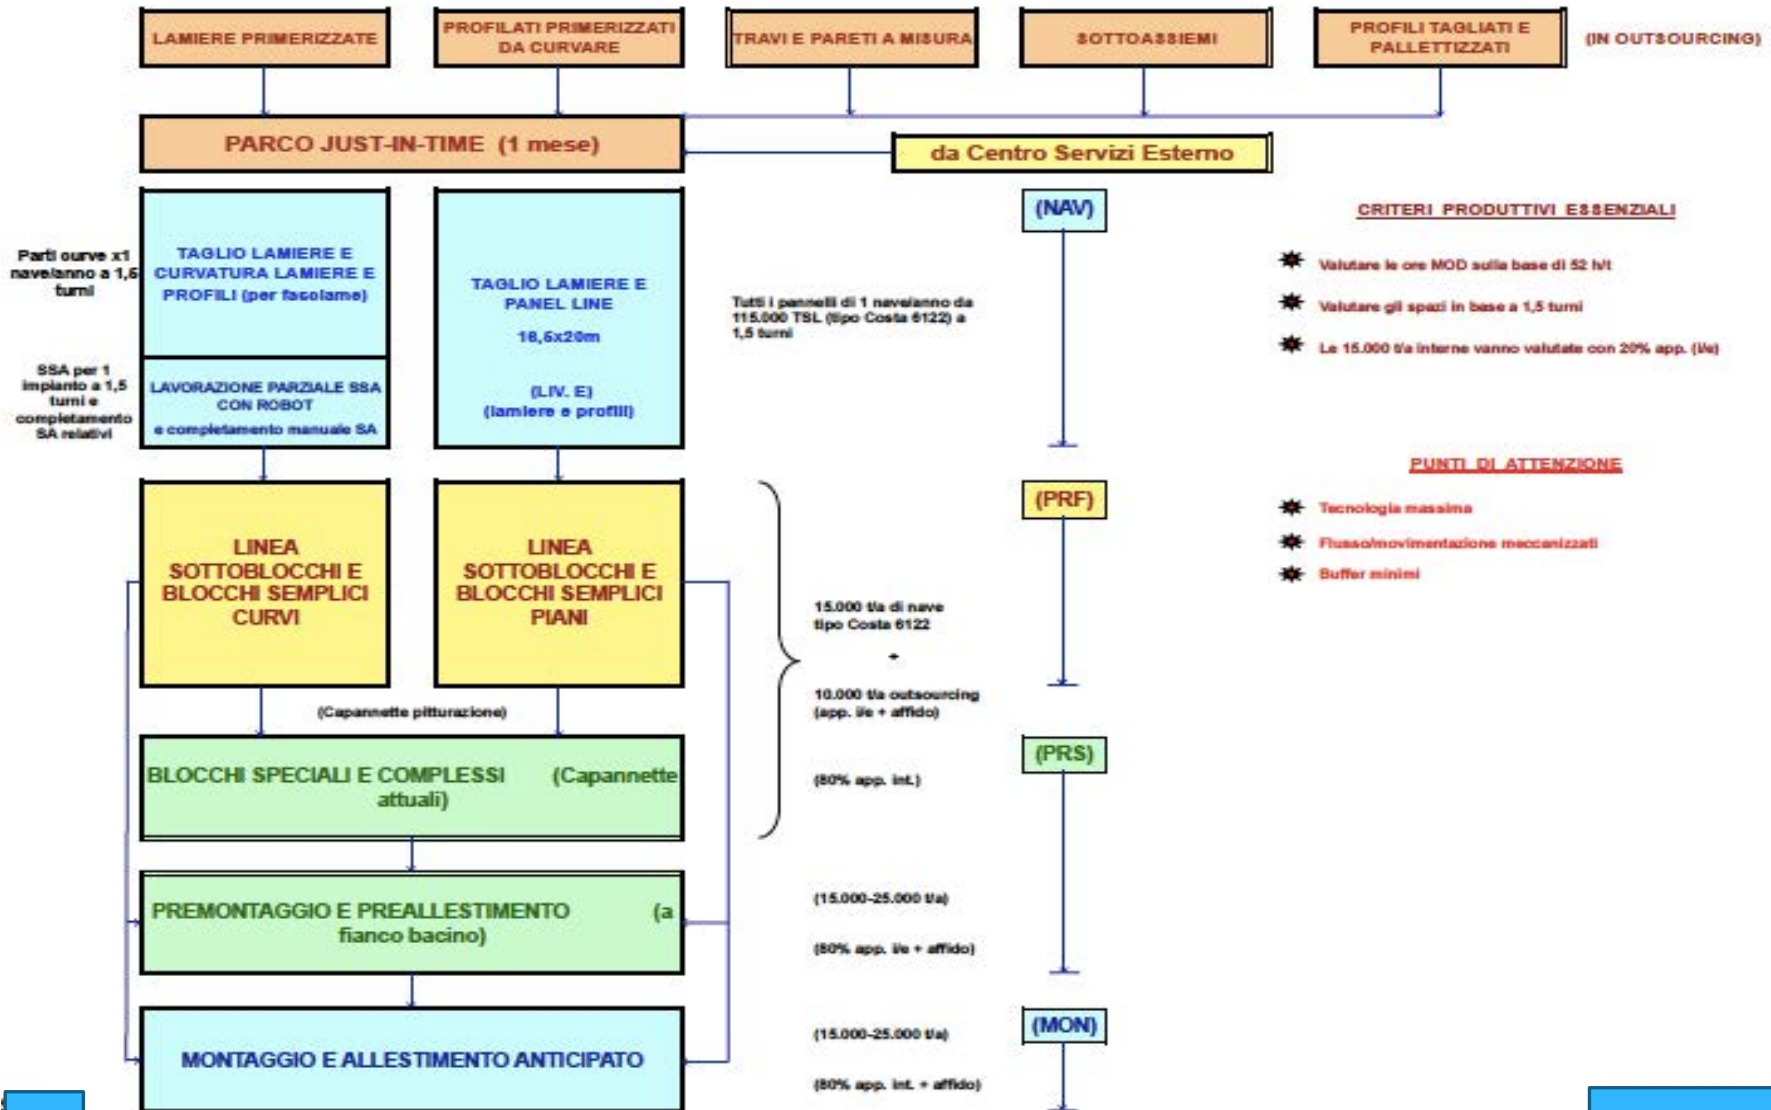 LAMIERE PRIMERIZZATE
PROFILATI PRIMERIZZATI
DA CURVARE
TRAVI E PARETI A MISURA
SOTTOASSIEMI
PROFILI TAGLIATI E
PALLETTIZZATI
(IN OUTSOURCING)
PARCO JUST-IN-TIME (1 mese)
da Centro Servizi Esterno
Parti curve x1
nave/anno a 1,5
turni
TAGLIO LAMIERE E
CURVATURA LAMIERE E
PROFILI (per fasciame)
TAGLIO LAMIERE E
PANEL LINE
16,5x20m
(LIV. E)
(lamiere e profili)
Tutti i pannelli di 1 nave/anno da
115.000 TSL (tipo Costa 6122) a
1,5 turni
(NAV)
CRITERI PRODUTTIVI ESSENZIALI
Valutare le ore MOD sulla base di 52 h/t
Valutare gli spazi in base a 1,5 turni
Le 15.000 t/a interne vanno valutate con 20% app. (i/e)
SSA per 1
impianto a 1,5
turni e
completamento
SA relativi
LAVORAZIONE PARZIALE SSA
CON ROBOT
e completamento manuale SA
PUNTI DI ATTENZIONE
Tecnologia massima
Flusso/movimentazione meccanizzati
Buffer minimi
(PRF)
LINEA
SOTTOBLOCCHI E
BLOCCHI SEMPLICI
CURVI
LINEA
SOTTOBLOCCHI E
BLOCCHI SEMPLICI
PIANI
15.000 t/a di nave
tipo Costa 6122
+
10.000 t/a outsourcing
(app. i/e + affido)
(80% app. int.)
(Capannette pitturazione)
BLOCCHI SPECIALI E COMPLESSI (Capannette
attuali)
(PRS)
PREMONTAGGIO E PREALLESTIMENTO (a
fianco bacino)
(15.000-25.000 t/a)
(80% app. i/e + affido)
MONTAGGIO E ALLESTIMENTO ANTICIPATO
(15.000-25.000 t/a)
(80% app. int. + affido)
(MON)